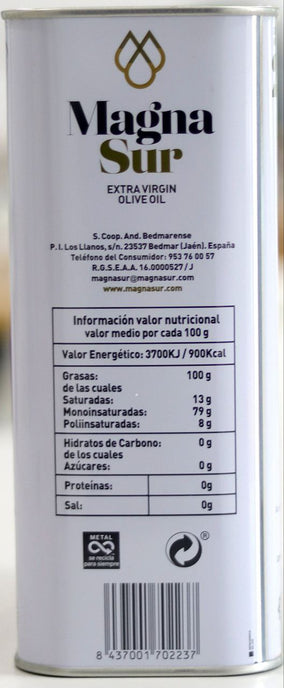 Magna
Sur
EXTRA VIRGIN
OLIVE OIL
S. Coop. And. Bedmarense
P. I. Los Llanos, s/n. 23537 Bedmar (Jaén). España
Teléfono del Consumidor: 953 76 00 57
R.G.S.E.A.A. 16.0000527 / J
magnasur@magnasur.com
www.magnasur.com
Información valor nutricional
valor medio por cada 100 g
Valor Energético: 3700KJ / 900Kcal
Grasas: 100 g
de las cuales
Saturadas: 13 g
Monoinsaturadas: 79 g
Poliinsaturadas: 8 g
Hidratos de Carbono: 0 g
de los cuales
Azúcares: 0 g
Proteínas: 0g
Sal: 0g
METAL
se recicla
para siempre
8 437001 702237